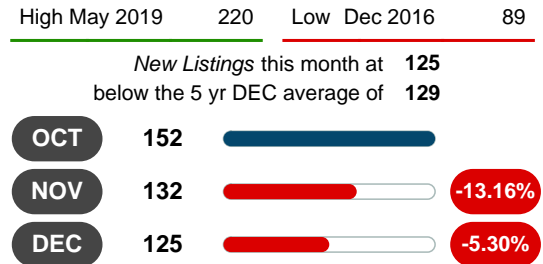 High May 2019 220 Low Dec 2016 89
New Listings this month at 125
below the 5 yr DEC average of 129
OCT 152
NOV 132 -13.16%
DEC 125 -5.30%